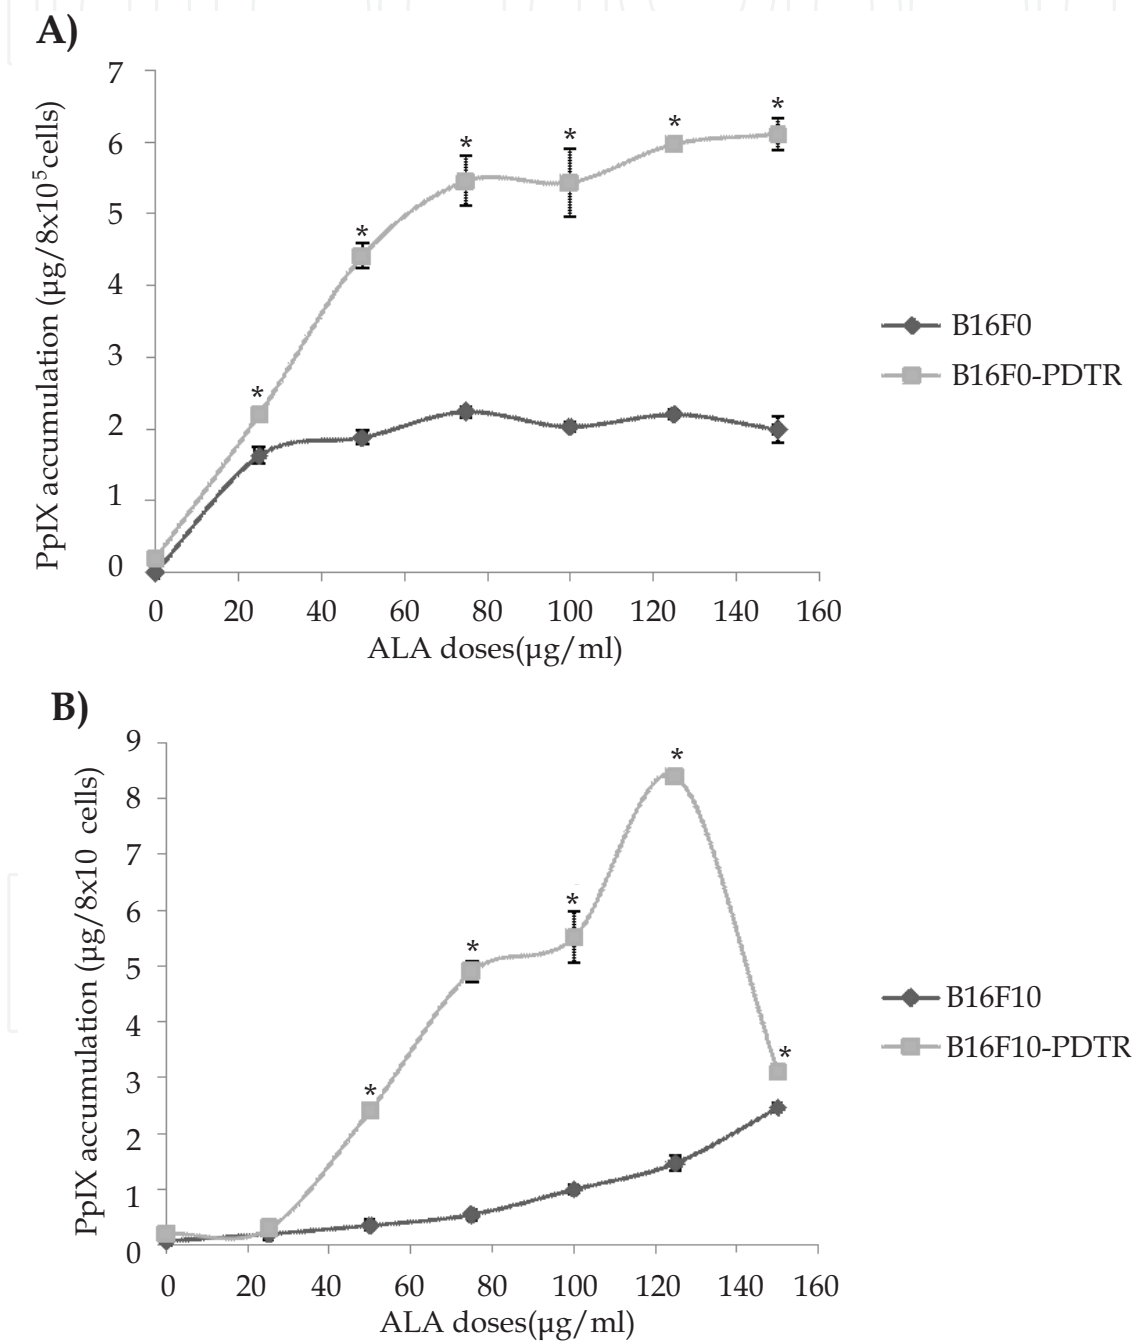 A)
7
6
5
4
3
2
1
0
PpIX accumulation (µg/8x10⁵cells)
* * * * * *
0 20 40 60 80 100 120 140 160
ALA doses(µg/ml)
B16F0
B16F0-PDTR
B)
9
8
7
6
5
4
3
2
1
0
PpIX accumulation (µg/8x10 cells)
* * * * *
0 20 40 60 80 100 120 140 160
ALA doses(µg/ml)
B16F10
B16F10-PDTR